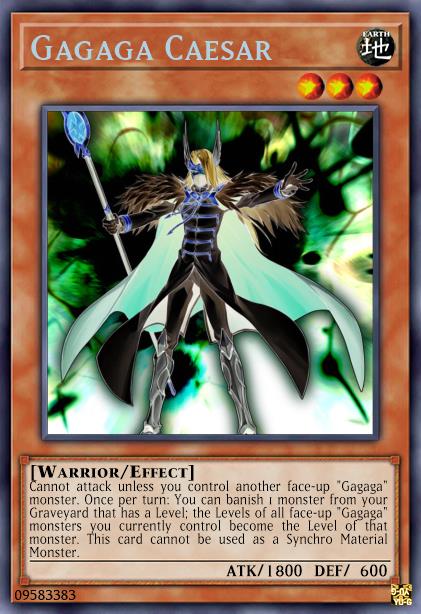 Gagaga Caesar
EARTH
地
[Warrior/Effect]
Cannot attack unless you control another face-up "Gagaga"
monster. Once per turn: You can banish 1 monster from your
Graveyard that has a Level; the Levels of all face-up "Gagaga"
monsters you currently control become the Level of that
monster. This card cannot be used as a Synchro Material
Monster.
ATK/1800 DEF/ 600
09583383